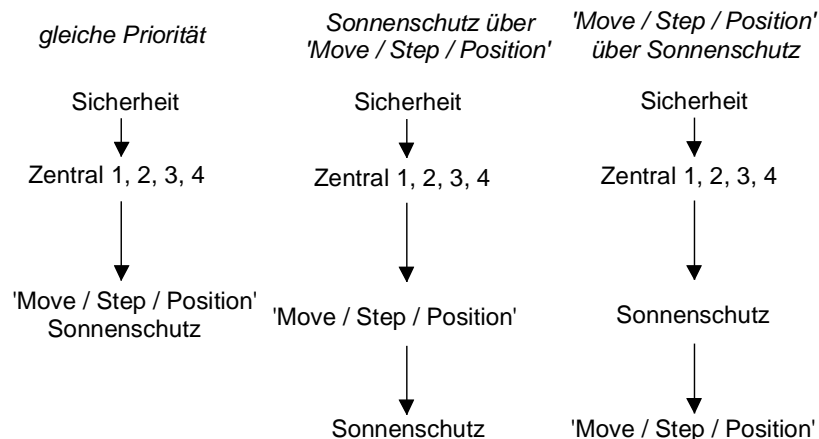 gleiche Priorität
Sicherheit
Zentral 1, 2, 3, 4
'Move / Step / Position'
Sonnenschutz
Sonnenschutz über
'Move / Step / Position'
Sicherheit
Zentral 1, 2, 3, 4
'Move / Step / Position'
Sonnenschutz
'Move / Step / Position'
über Sonnenschutz
Sicherheit
Zentral 1, 2, 3, 4
Sonnenschutz
'Move / Step / Position'